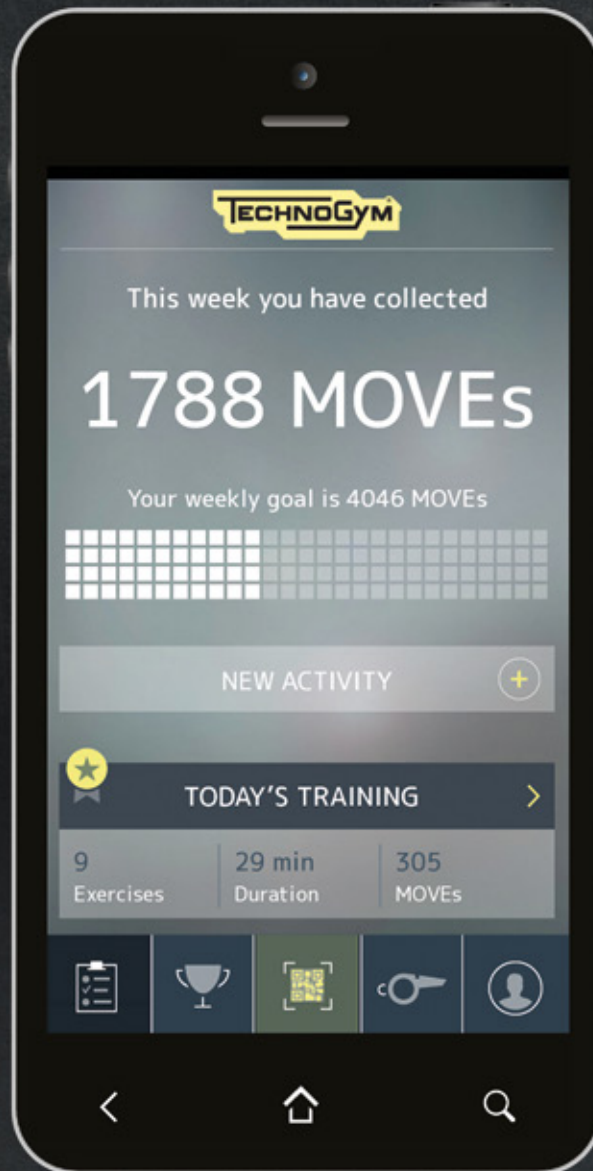 TECHNOGYM
This week you have collected
1788 MOVEs
Your weekly goal is 4046 MOVEs
NEW ACTIVITY
TODAY'S TRAINING
9
Exercises
29 min
Duration
305
MOVEs